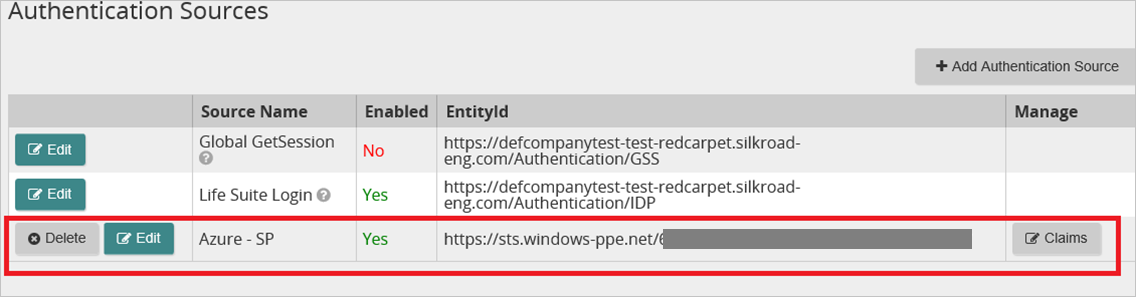 Authentication Sources
Add Authentication Source
Source Name Enabled EntityId Manage
Edit Global GetSession ? No https://defcompanytest-test-redcarpet.silkroad-
eng.com/Authentication/GSS
Edit Life Suite Login ? Yes https://defcompanytest-test-redcarpet.silkroad-
eng.com/Authentication/IDP
Delete Edit Azure - SP Yes https://sts.windows-ppe.net/ Claims